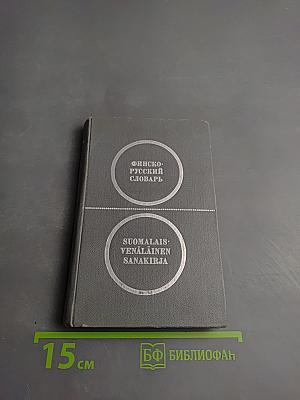 ФИНСКО-
РУССКИЙ
СЛОВАРЬ
SUOMALAIS-
VENÄLÄINEN
SANAKIRJA
15 см
БФ БИБЛИОФАН